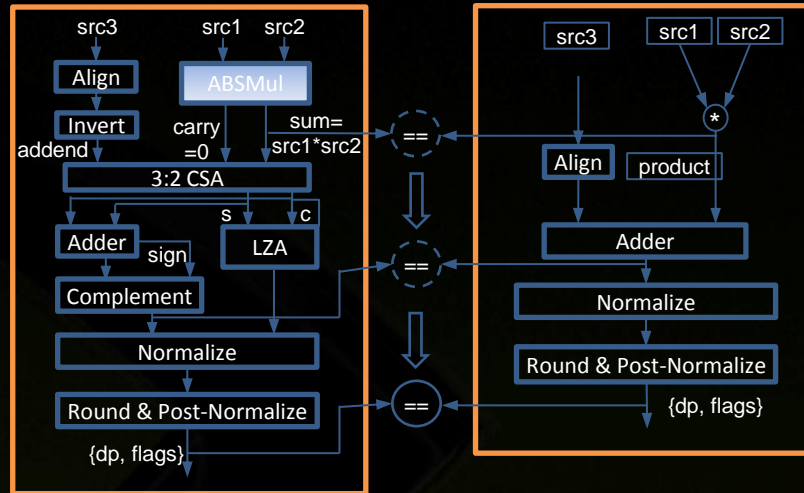 src3
src1
src2
Align
ABSMul
Invert
carry
=0
sum=
src1*src2
addend
3:2 CSA
s
c
Adder
sign
LZA
Complement
Normalize
Round & Post-Normalize
{dp, flags}
==
==
==
src3
src1
src2
*
Align
product
Adder
Normalize
Round & Post-Normalize
{dp, flags}